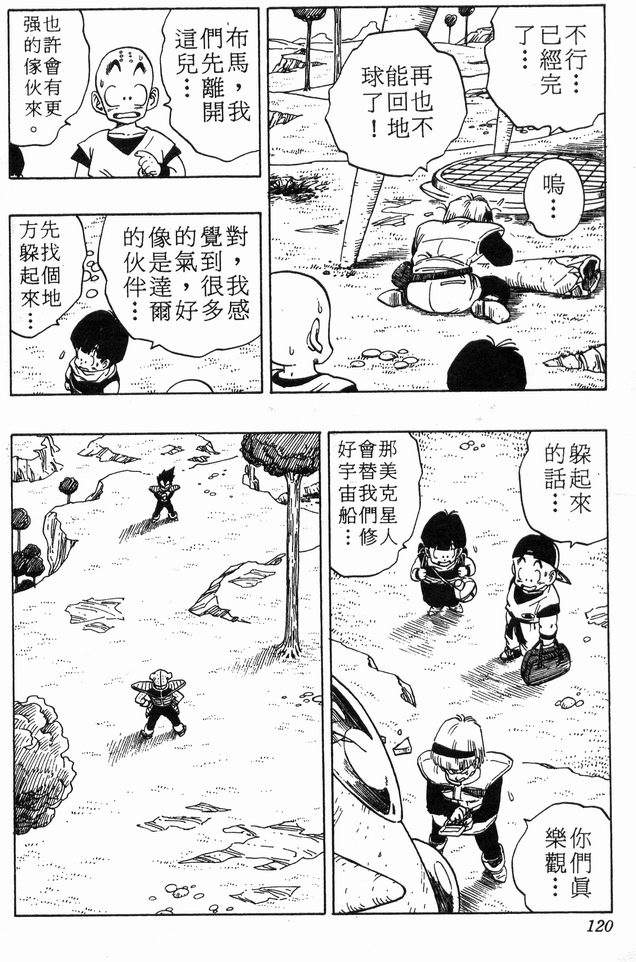 不行…
已經完
了…
再也不
能回地
球了！
嗚…
布馬，我
們先離開
這兒…
也許會有更
强的傢伙來。
對，我感
覺到很多
的氣，好
像是達爾
的伙伴…
先找個地
方躲起來…
躲起來
的話…
那美克星人
會替我們修
好宇宙船…
你們眞
樂觀…
120